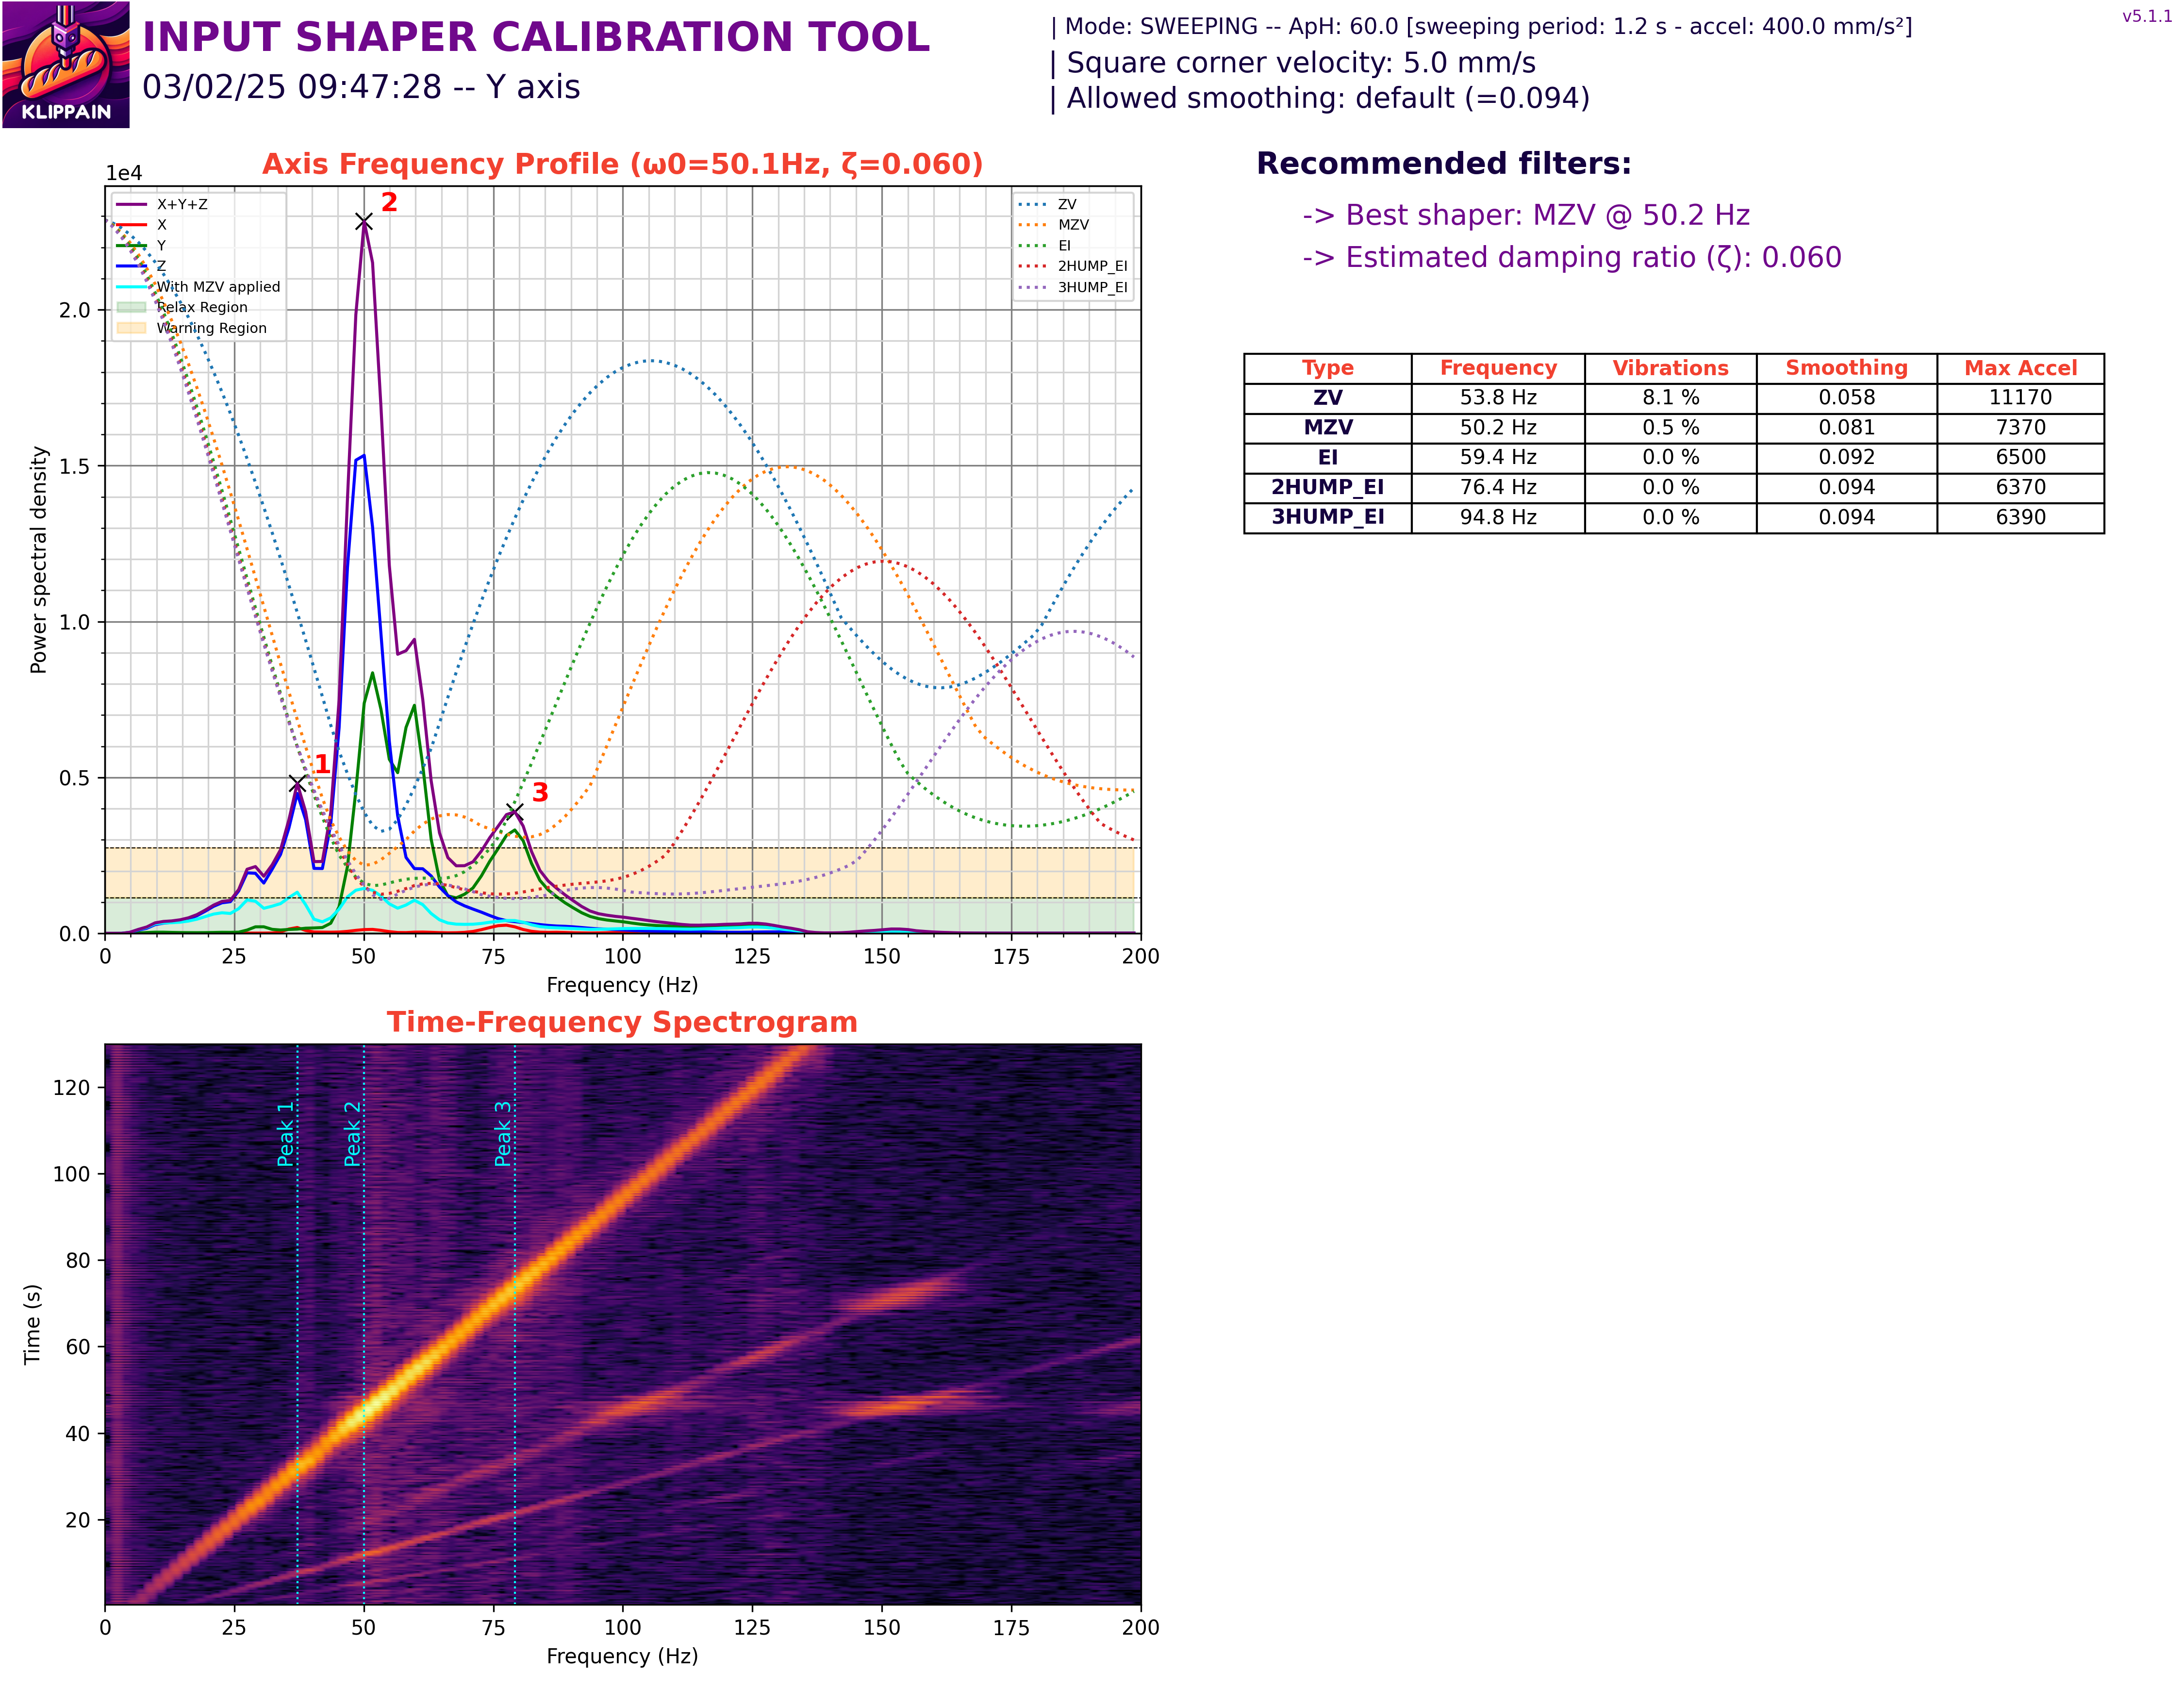 KLIPPAIN
INPUT SHAPER CALIBRATION TOOL
03/02/25 09:47:28 -- Y axis
| Mode: SWEEPING -- ApH: 60.0 [sweeping period: 1.2 s - accel: 400.0 mm/s²]
| Square corner velocity: 5.0 mm/s
| Allowed smoothing: default (=0.094)
v5.1.1
Axis Frequency Profile (ω0=50.1Hz, ζ=0.060)
1e4
X+Y+Z
X
Y
Z
With MZV applied
Relax Region
Warning Region
ZV
MZV
EI
2HUMP_EI
3HUMP_EI
2
1
3
Power spectral density
2.0
1.5
1.0
0.5
0.0
0 25 50 75 100 125 150 175 200
Frequency (Hz)
Recommended filters:
-> Best shaper: MZV @ 50.2 Hz
-> Estimated damping ratio (ζ): 0.060
Type Frequency Vibrations Smoothing Max Accel
ZV 53.8 Hz 8.1 % 0.058 11170
MZV 50.2 Hz 0.5 % 0.081 7370
EI 59.4 Hz 0.0 % 0.092 6500
2HUMP_EI 76.4 Hz 0.0 % 0.094 6370
3HUMP_EI 94.8 Hz 0.0 % 0.094 6390
Time-Frequency Spectrogram
Peak 1
Peak 2
Peak 3
Time (s)
120
100
80
60
40
20
0 25 50 75 100 125 150 175 200
Frequency (Hz)